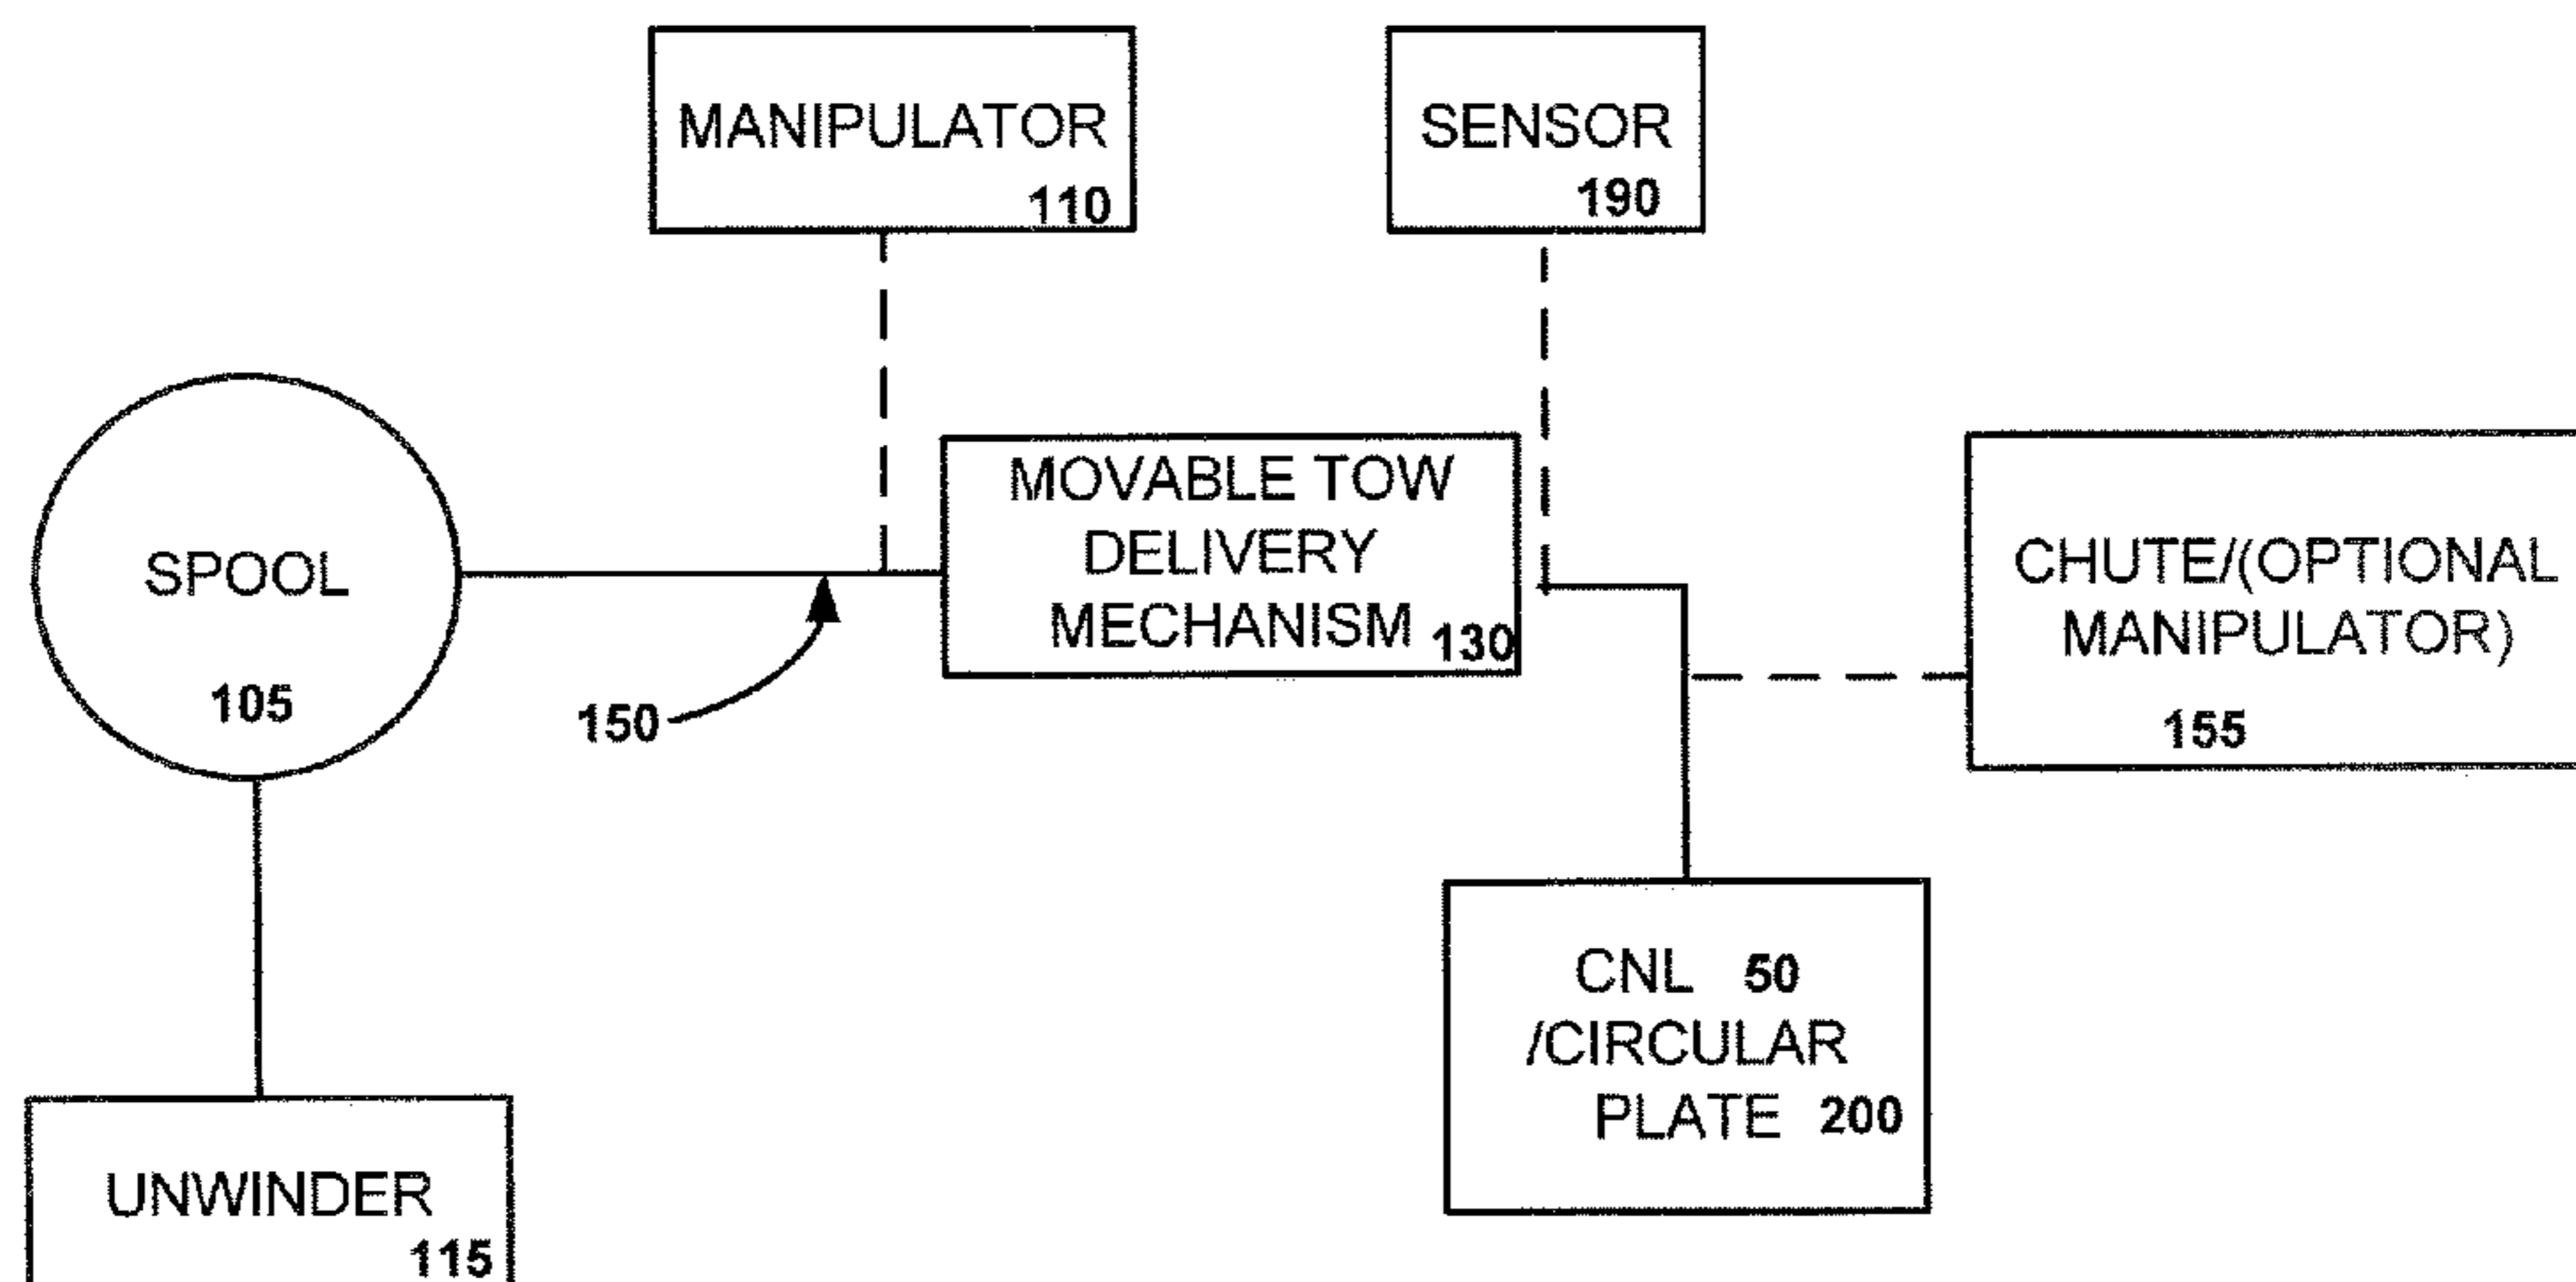 MANIPULATOR
110
SENSOR
190
SPOOL
105
150
MOVABLE TOW
DELIVERY
MECHANISM 130
CHUTE/(OPTIONAL
MANIPULATOR)
155
CNL 50
/CIRCULAR
PLATE 200
UNWINDER
115